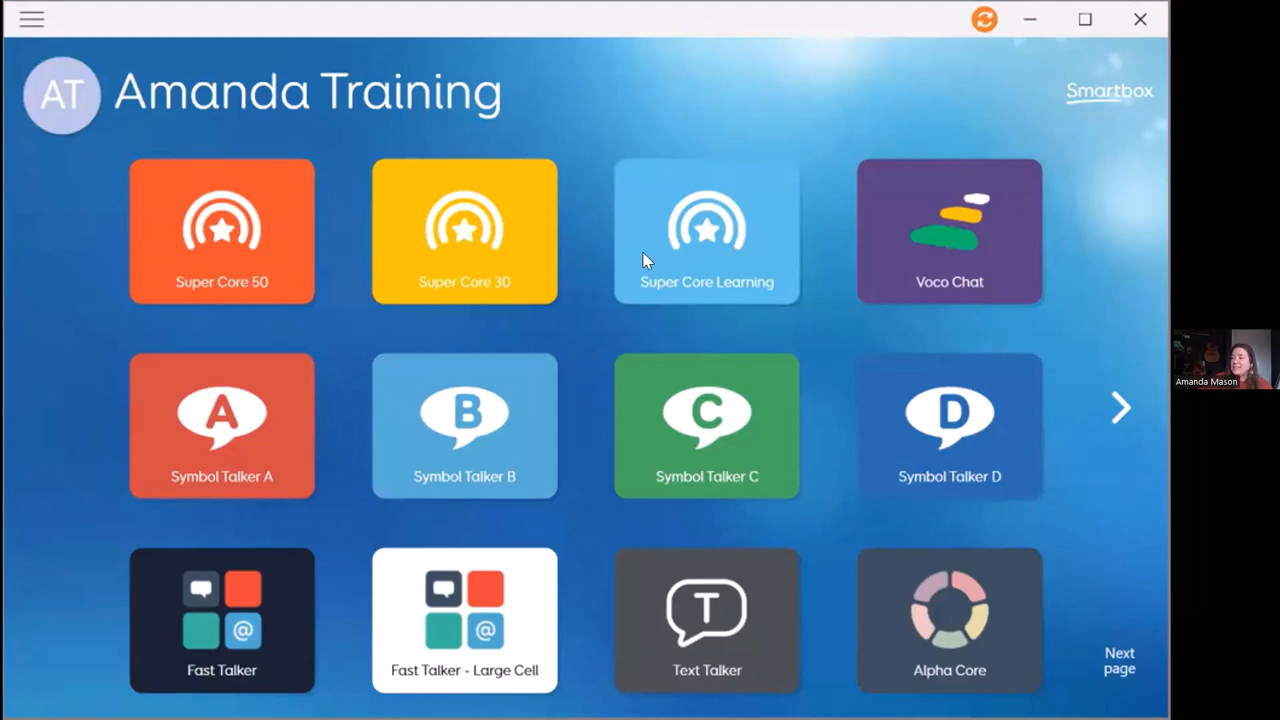 AT Amanda Training
Smartbox
Super Core 50
Super Core 30
Super Core Learning
Voco Chat
A
B
C
D
Symbol Talker A
Symbol Talker B
Symbol Talker C
Symbol Talker D
Amanda Mason
@
@
T
Fast Talker
Fast Talker - Large Cell
Text Talker
Alpha Core
Next
page